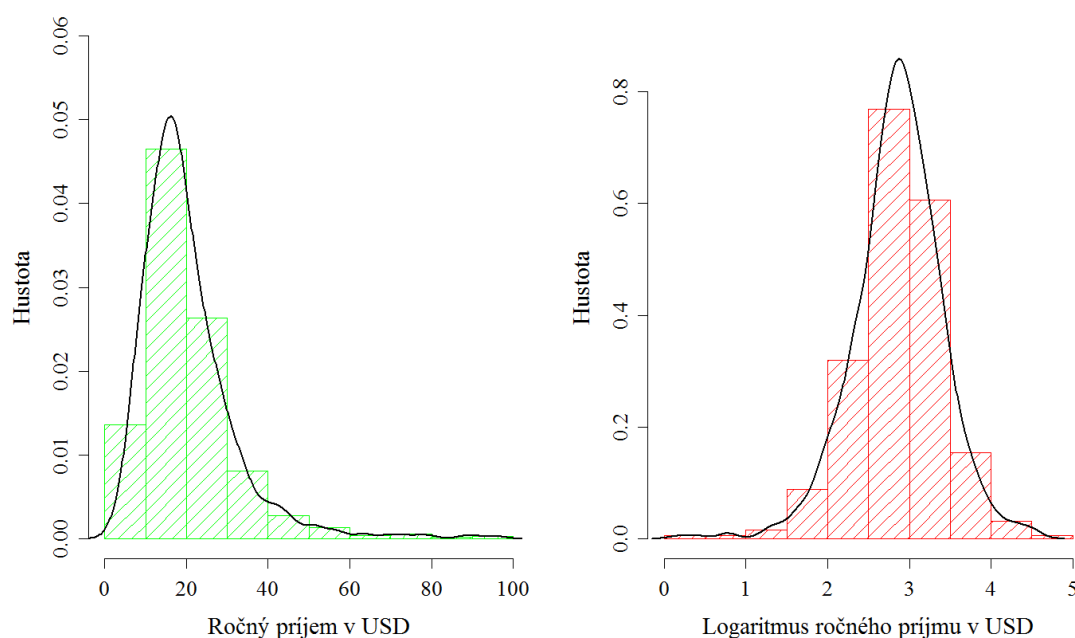 0.00 0.01 0.02 0.03 0.04 0.05 0.06
Hustota
0 20 40 60 80 100
Ročný príjem v USD
0.0 0.2 0.4 0.6 0.8
Hustota
0 1 2 3 4 5
Logaritmus ročného príjmu v USD